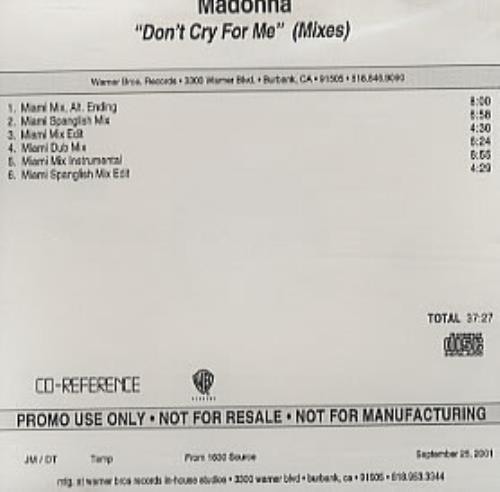 Madonna
"Don't Cry For Me" (Mixes)
Warner Bros. Records • 3300 Warner Blvd. • Burbank, CA • 91505 • 818.846.9090
1. Miami Mix, Alt. Ending 8:00
2. Miami Spanglish Mix 6:58
3. Miami Mix Edit 4:30
4. Miami Dub Mix 6:24
5. Miami Mix Instrumental 6:55
6. Miami Spanglish Mix Edit 4:29
TOTAL 37:27
CD-REFERENCE
WB
PROMO USE ONLY • NOT FOR RESALE • NOT FOR MANUFACTURING
JM / DT Temp From 1630 Source September 25, 2001
mfg. at warner bros records in-house studios • 3300 warner blvd • burbank, ca • 91505 • 818.953.3344